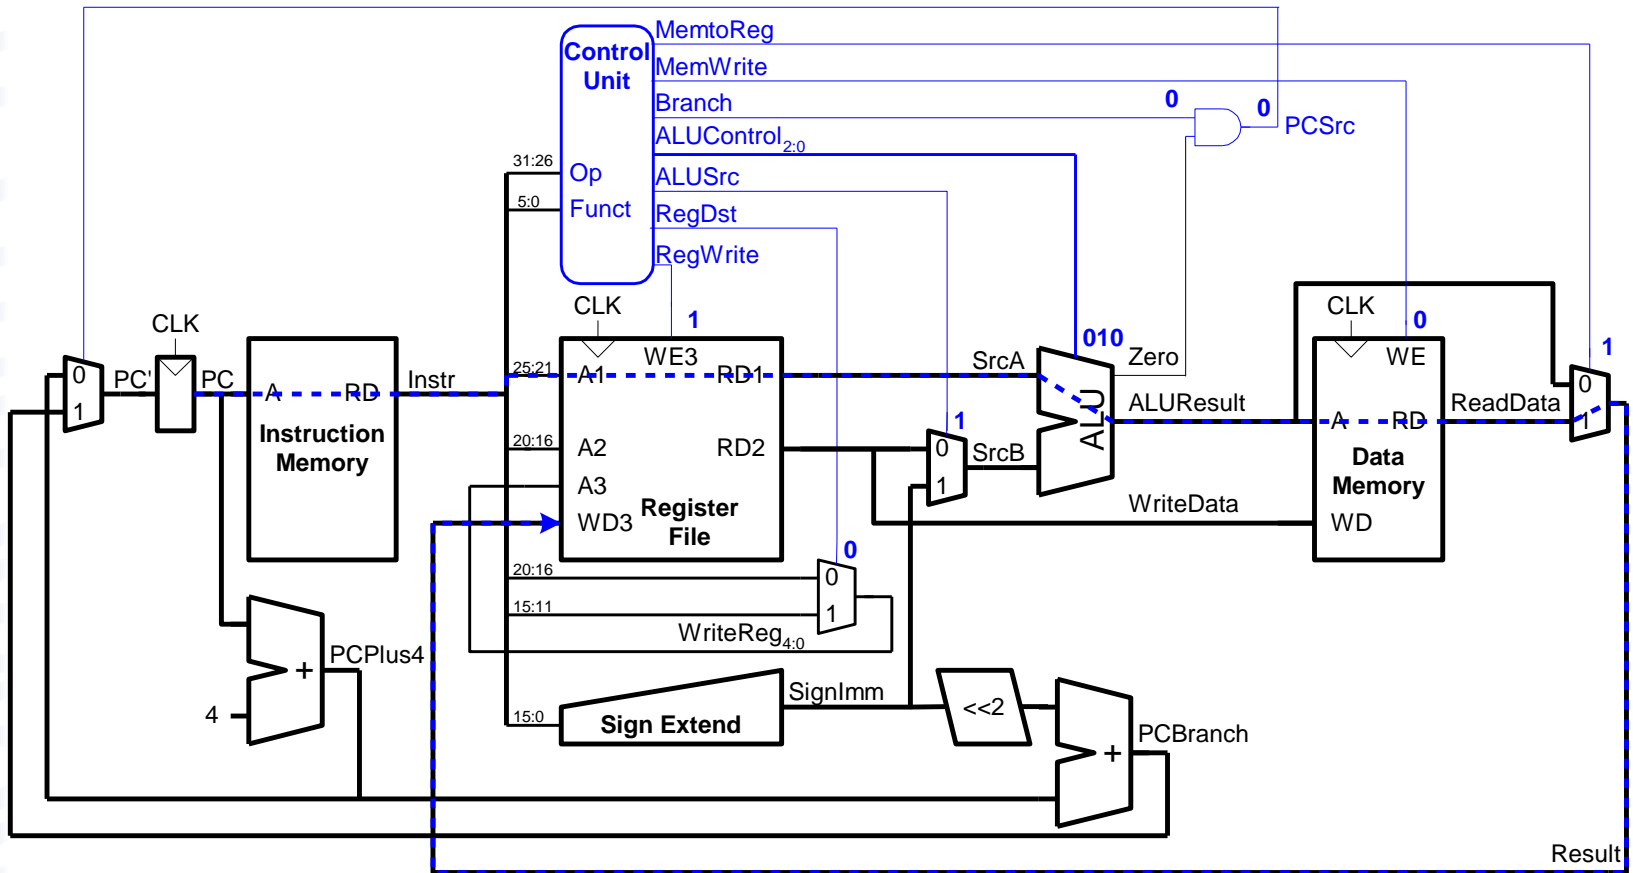 MemtoReg
Control
Unit
MemWrite
Branch
0
0
PCSrc
ALUControl2:0
31:26
Op
ALUSrc
5:0
Funct
RegDst
RegWrite
CLK
CLK
1
CLK
0
010
WE3
WE
Zero
1
0
PC'
PC
A
RD
Instr
25:21
A1
RD1
SrcA
0
1
ALU
ALUResult
A
RD
ReadData
1
Instruction
Memory
20:16
A2
RD2
1
0
SrcB
1
Data
Memory
A3
WD3
Register
File
WriteData
WD
0
20:16
0
15:11
1
WriteReg4:0
PCPlus4
+
4
SignImm
15:0
Sign Extend
<<2
PCBranch
+
Result